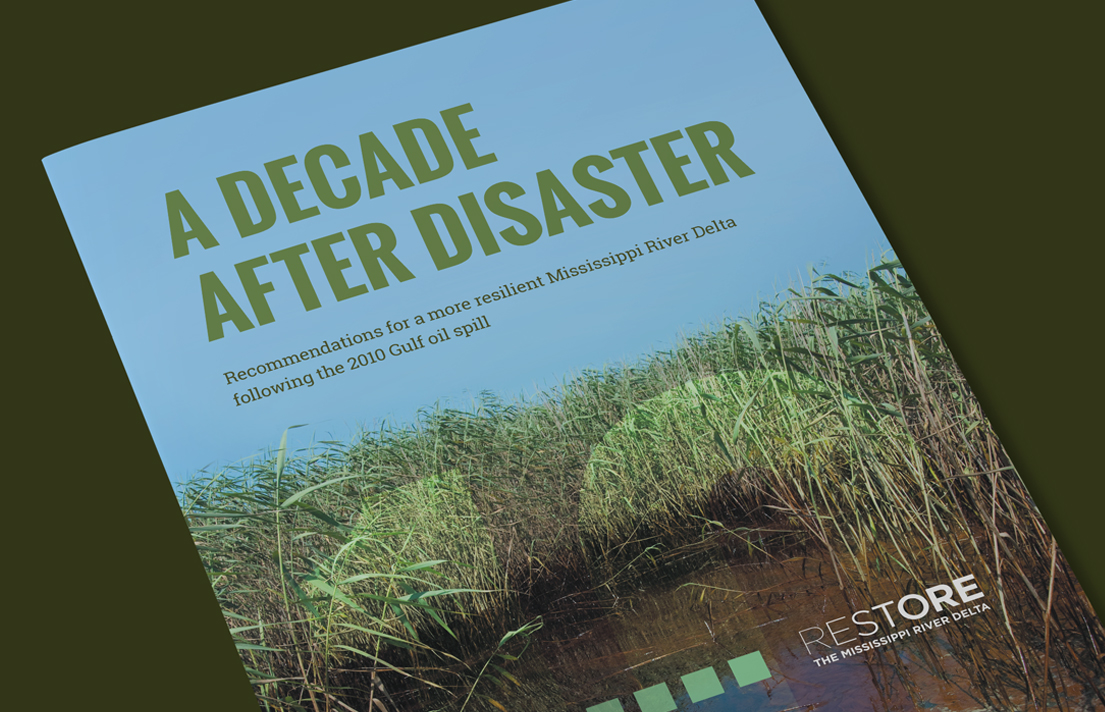 A DECADE
AFTER DISASTER
Recommendations for a more resilient Mississippi River Delta
following the 2010 Gulf oil spill
RESTORE
THE MISSISSIPPI RIVER DELTA